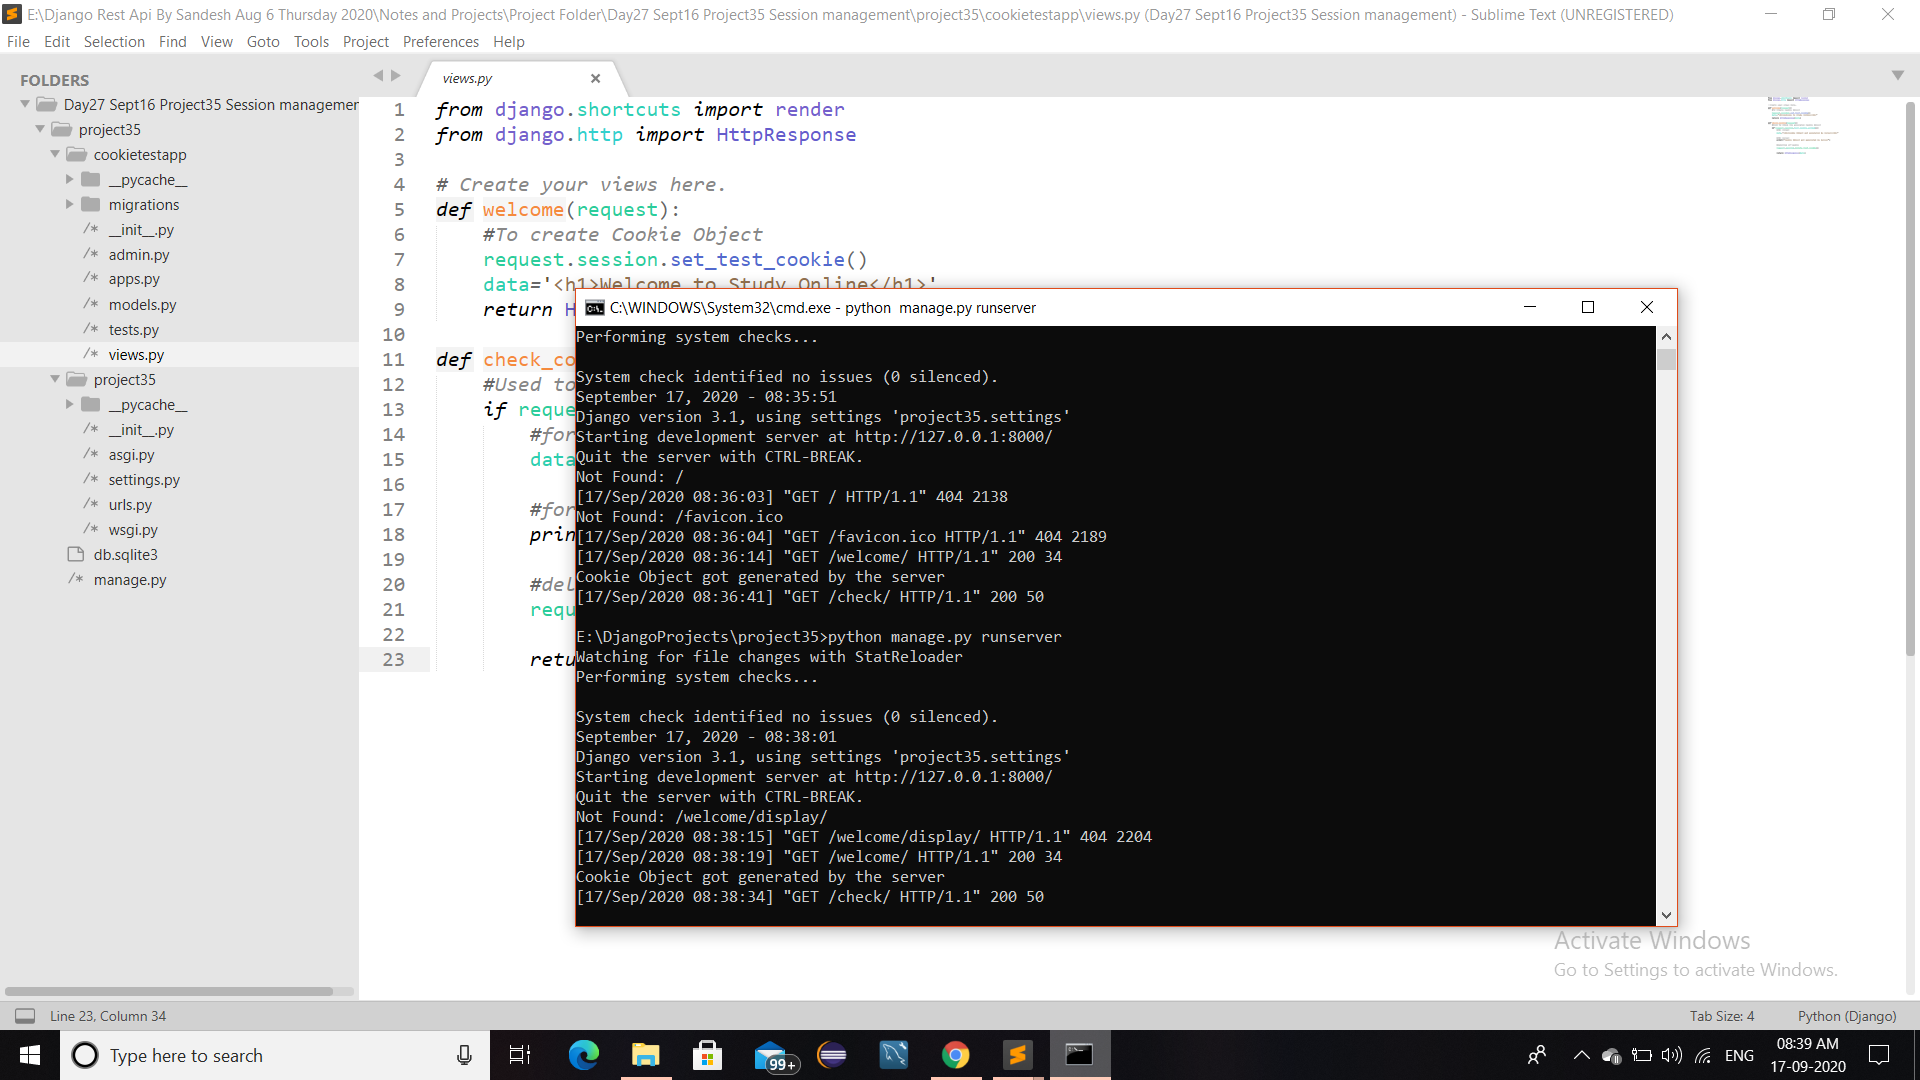 E:\Django Rest Api By Sandesh Aug 6 Thursday 2020\Notes and Projects\Project Folder\Day27 Sept16 Project35 Session management\project35\cookietestapp\views.py (Day27 Sept16 Project35 Session management) - Sublime Text (UNREGISTERED)
File Edit Selection Find View Goto Tools Project Preferences Help
FOLDERS
Day27 Sept16 Project35 Session managemer
project35
cookietestapp
__pycache__
migrations
/* __init__.py
/* admin.py
/* apps.py
/* models.py
/* tests.py
/* views.py
project35
__pycache__
/* __init__.py
/* asgi.py
/* settings.py
/* urls.py
/* wsgi.py
db.sqlite3
/* manage.py
views.py
1 from django.shortcuts import render
2 from django.http import HttpResponse
3
4 # Create your views here.
5 def welcome(request):
6 #To create Cookie Object
7 request.session.set_test_cookie()
8 data='<h1>Welcome to Study Online</h1>'
9 return H
10
11 def check_co
12 #Used to
13 if reque
14 #for
15 data
16
17 #for
18 prin
19
20 #del
21 requ
22
23 retu
C:\WINDOWS\System32\cmd.exe - python  manage.py runserver
Performing system checks...
System check identified no issues (0 silenced).
September 17, 2020 - 08:35:51
Django version 3.1, using settings 'project35.settings'
Starting development server at http://127.0.0.1:8000/
Quit the server with CTRL-BREAK.
Not Found: /
[17/Sep/2020 08:36:03] "GET / HTTP/1.1" 404 2138
Not Found: /favicon.ico
[17/Sep/2020 08:36:04] "GET /favicon.ico HTTP/1.1" 404 2189
[17/Sep/2020 08:36:14] "GET /welcome/ HTTP/1.1" 200 34
Cookie Object got generated by the server
[17/Sep/2020 08:36:41] "GET /check/ HTTP/1.1" 200 50
E:\DjangoProjects\project35>python manage.py runserver
Watching for file changes with StatReloader
Performing system checks...
System check identified no issues (0 silenced).
September 17, 2020 - 08:38:01
Django version 3.1, using settings 'project35.settings'
Starting development server at http://127.0.0.1:8000/
Quit the server with CTRL-BREAK.
Not Found: /welcome/display/
[17/Sep/2020 08:38:15] "GET /welcome/display/ HTTP/1.1" 404 2204
[17/Sep/2020 08:38:19] "GET /welcome/ HTTP/1.1" 200 34
Cookie Object got generated by the server
[17/Sep/2020 08:38:34] "GET /check/ HTTP/1.1" 200 50
Activate Windows
Go to Settings to activate Windows.
Line 23, Column 34
Tab Size: 4
Python (Django)
Type here to search
99+
ENG
08:39 AM
17-09-2020